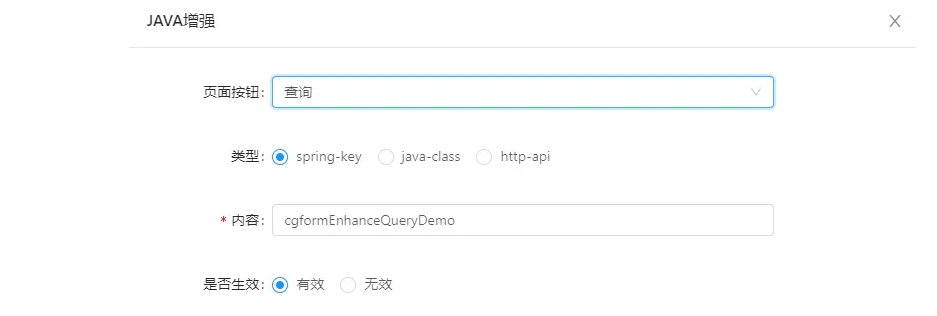 JAVA增强
页面按钮： 查询
类型： spring-key java-class http-api
* 内容： cgformEnhanceQueryDemo
是否生效： 有效 无效